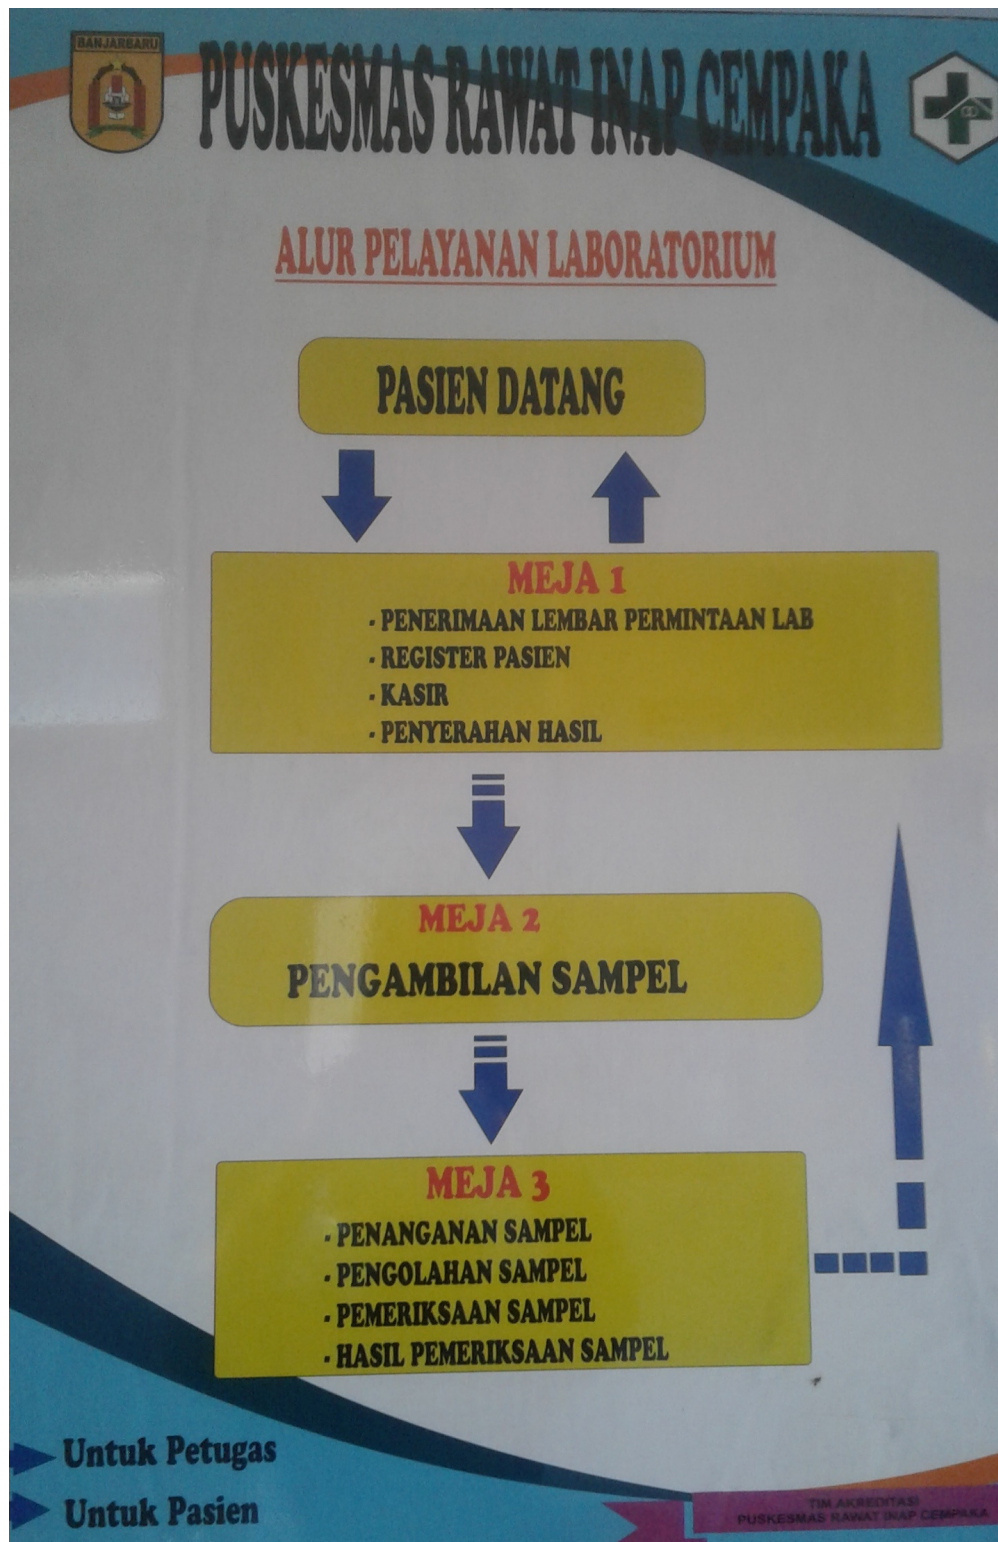 BANJARBARU
PUSKESMAS RAWAT INAP CEMPAKA
ALUR PELAYANAN LABORATORIUM
PASIEN DATANG
MEJA 1
- PENERIMAAN LEMBAR PERMINTAAN LAB
- REGISTER PASIEN
- KASIR
- PENYERAHAN HASIL
MEJA 2
PENGAMBILAN SAMPEL
MEJA 3
- PENANGANAN SAMPEL
- PENGOLAHAN SAMPEL
- PEMERIKSAAN SAMPEL
- HASIL PEMERIKSAAN SAMPEL
Untuk Petugas
Untuk Pasien
TIM AKREDITASI
PUSKESMAS RAWAT INAP CEMPAKA